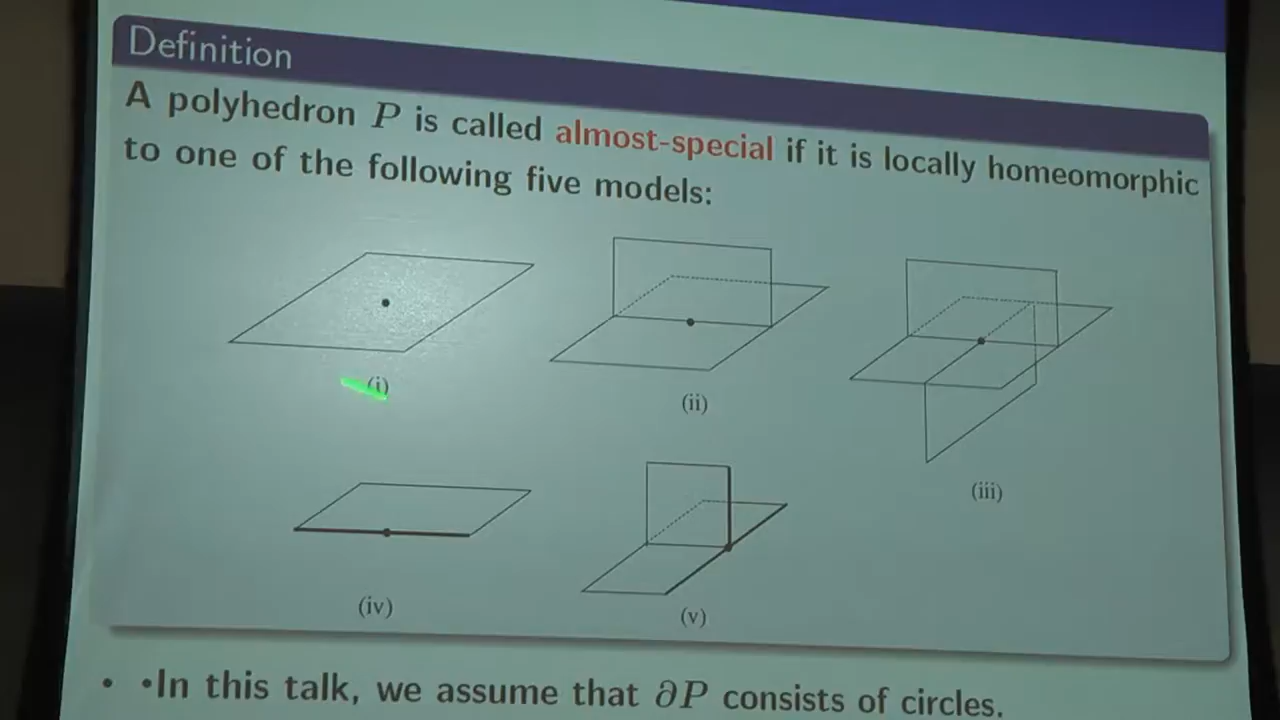 Definition
A polyhedron P is called almost-special if it is locally homeomorphic
to one of the following five models:
(i)
(ii)
(iii)
(iv)
(v)
• •In this talk, we assume that ∂P consists of circles.